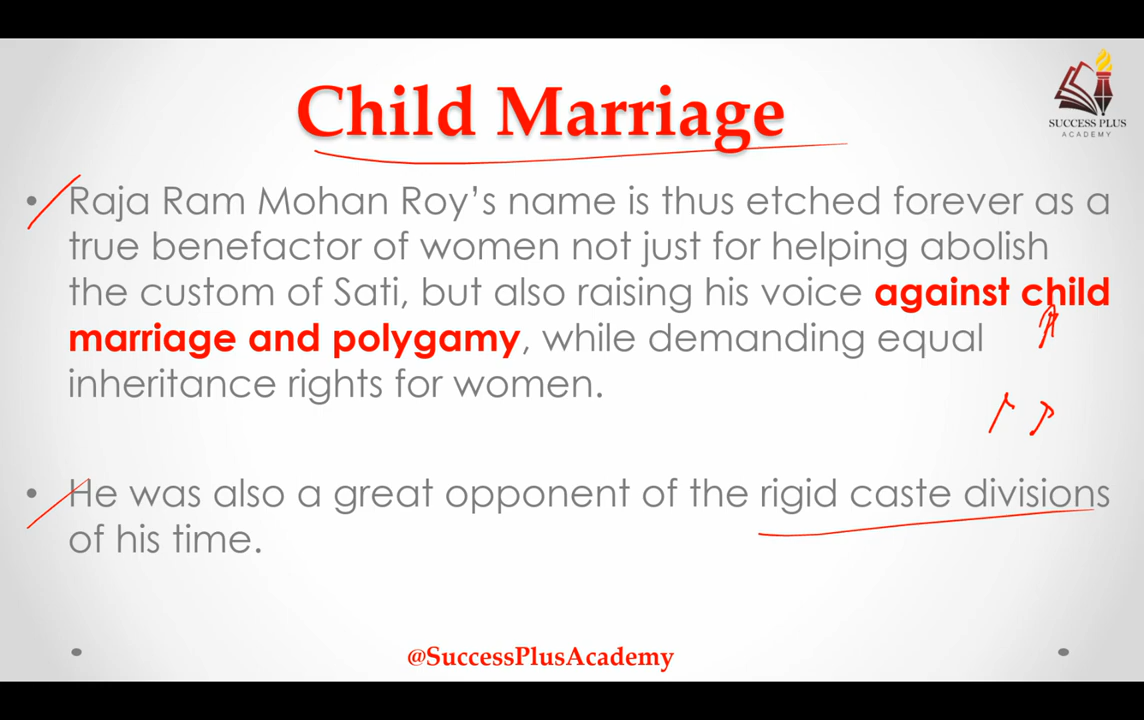 Child Marriage
SUCCESS PLUS
ACADEMY
• Raja Ram Mohan Roy’s name is thus etched forever as a
true benefactor of women not just for helping abolish
the custom of Sati, but also raising his voice against child
marriage and polygamy, while demanding equal
inheritance rights for women.
• He was also a great opponent of the rigid caste divisions
of his time.
@SuccessPlusAcademy